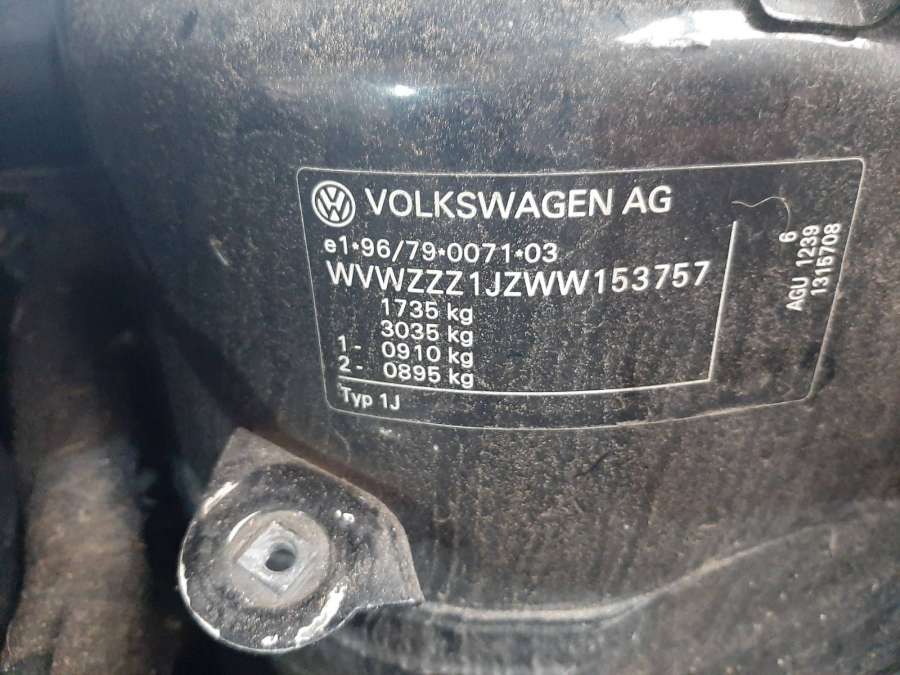 VOLKSWAGEN AG
e1*96/79*0071*03
WVWZZZ1JZWW153757
1735 kg
3035 kg
1- 0910 kg
2- 0895 kg
Typ 1J
6
AGU 1239
1315708